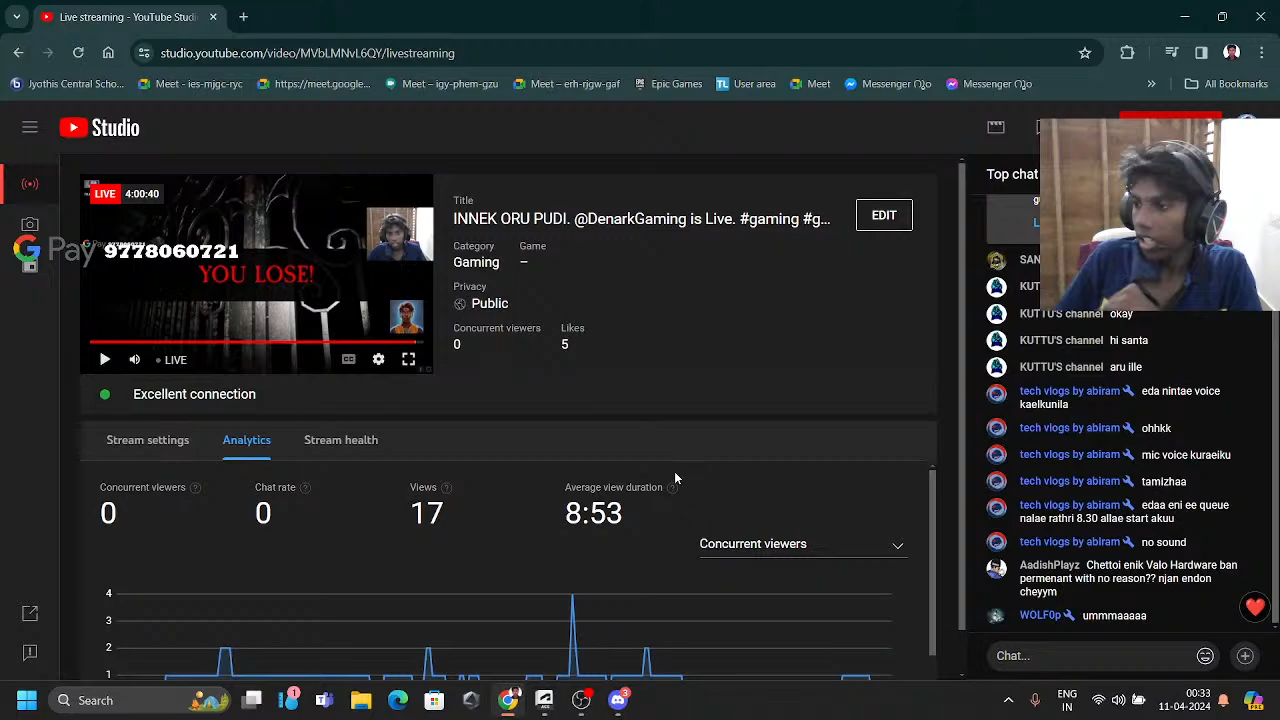 Live streaming - YouTube Studi
studio.youtube.com/video/MVbLMNvL6QY/livestreaming
Jyothis Central Scho...
Meet – ies-mjgc-ryc
https://meet.google...
Meet – igy-phem-gzu
Meet – erh-njgw-gaf
Epic Games
TL User area
Meet
Messenger
Messenger
All Bookmarks
Studio
LIVE 4:00:40
G Pay 9778060721
YOU LOSE!
LIVE
Title
INNEK ORU PUDI. @DenarkGaming is Live. #gaming #g...
EDIT
Category
Game
Gaming
–
Privacy
Public
Concurrent viewers
Likes
0
5
Excellent connection
Stream settings
Analytics
Stream health
Concurrent viewers
Chat rate
Views
Average view duration
0
0
17
8:53
Concurrent viewers
4
3
2
1
Top chat
SAN
KUT
KUTTU'S channel okay
KUTTU'S channel hi santa
KUTTU'S channel aru ille
tech vlogs by abiram eda nintae voice
kaelkunila
tech vlogs by abiram ohhkk
tech vlogs by abiram mic voice kuraeiku
tech vlogs by abiram tamizhaa
tech vlogs by abiram edaa eni ee queue
nalae rathri 8.30 allae start akuu
tech vlogs by abiram no sound
AadishPlayz Chettoi enik Valo Hardware ban
permenant with no reason?? njan endon
cheyym
WOLF0p ummmaaaaa
Chat...
Search
1
3
ENG
IN
00:33
11-04-2024